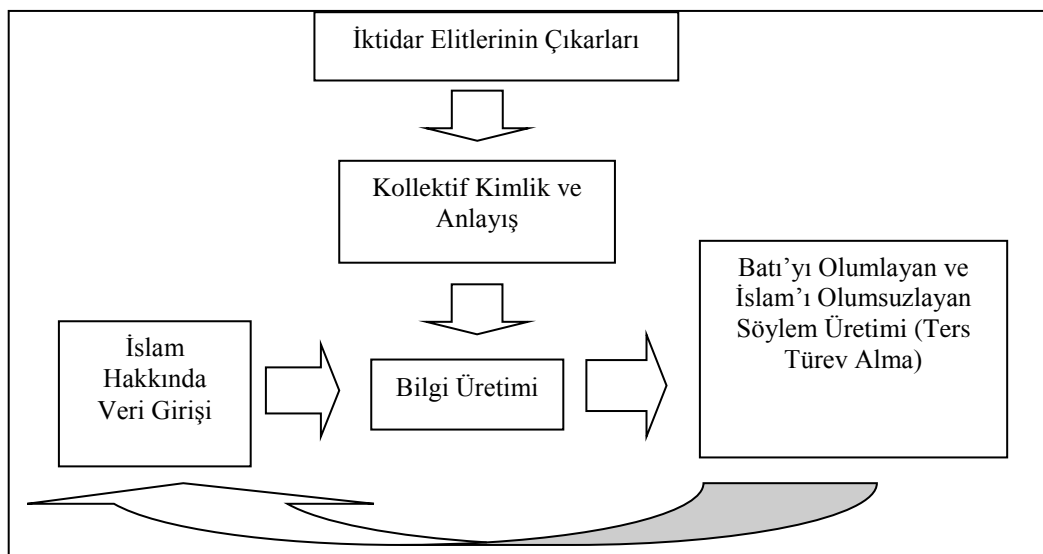 İktidar Elitlerinin Çıkarları
Kollektif Kimlik ve
Anlayış
Batı’yı Olumlayan ve
İslam’ı Olumsuzlayan
Söylem Üretimi (Ters
Türev Alma)
İslam
Hakkında
Veri Girişi
Bilgi Üretimi